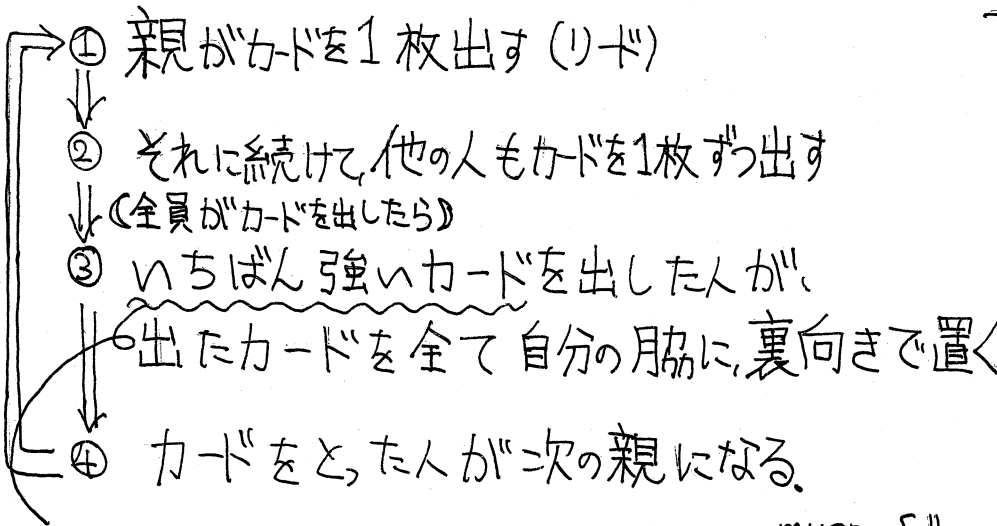 ① 親がカードを1枚出す(リード)
② それに続けて、他の人もカードを1枚ずつ出す
《全員がカードを出したら》
③ いちばん強いカードを出した人が、
出たカードを全て自分の脇に、裏向きで置く
④ カードをとった人が次の親になる。